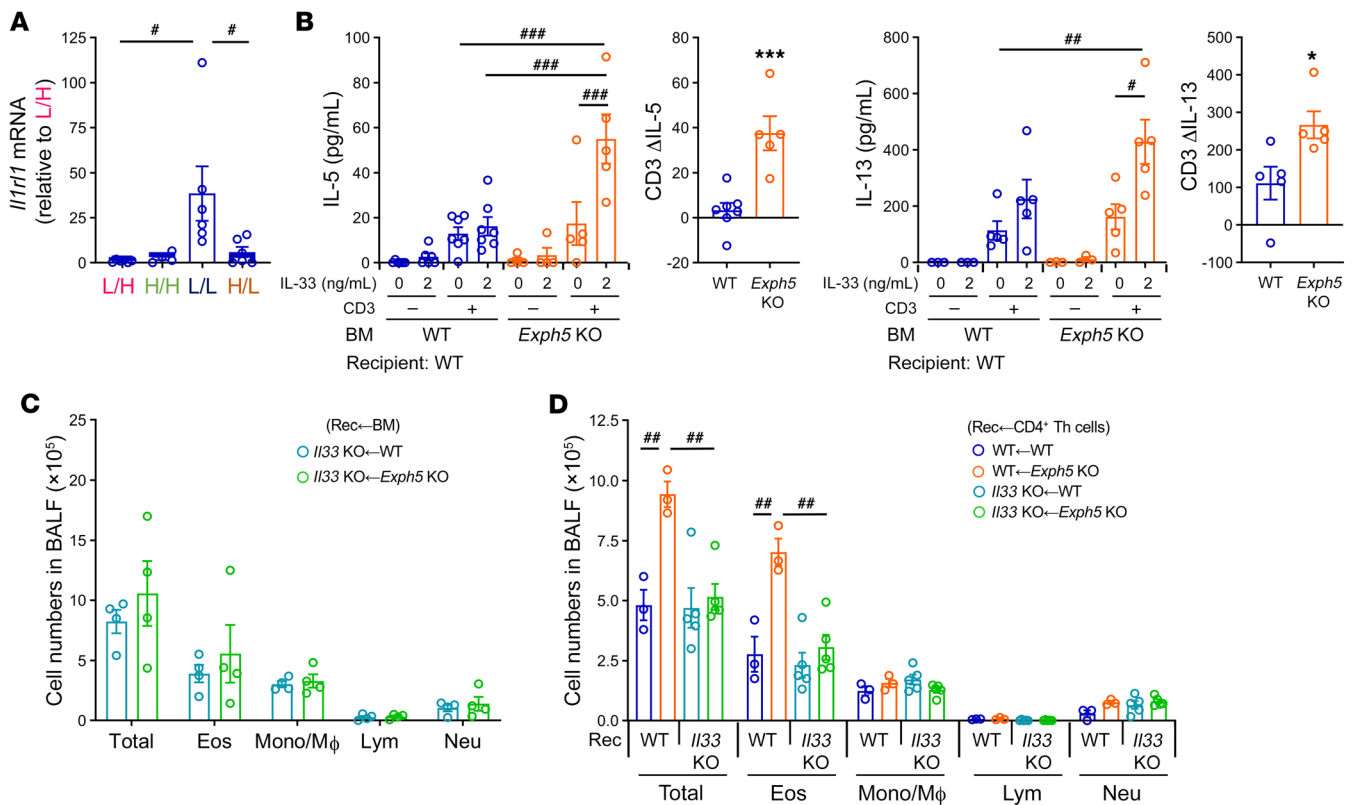 A
Il1rl1 mRNA
(relative to L/H)
125
100
75
50
25
0
# #
L/H H/H L/L H/L
B
IL-5 (pg/mL)
100
80
60
40
20
0
###
###
###
IL-33 (ng/mL) 0 2 0 2 0 2 0 2
CD3 – + – +
BM WT Exph5 KO
Recipient: WT
CD3 ΔIL-5
80
60
40
20
0
-20
***
WT Exph5
KO
IL-13 (pg/mL)
800
600
400
200
0
##
#
IL-33 (ng/mL) 0 2 0 2 0 2 0 2
CD3 – + – +
BM WT Exph5 KO
Recipient: WT
CD3 ΔIL-13
500
400
300
200
100
0
-100
*
WT Exph5
KO
C
Cell numbers in BALF (×10⁵)
25
20
15
10
5
0
(Rec←BM)
Il33 KO←WT
Il33 KO←Exph5 KO
Total Eos Mono/Mϕ Lym Neu
D
Cell numbers in BALF (×10⁵)
12.5
10.0
7.5
5.0
2.5
0.0
## ##
## ##
(Rec←CD4⁺ Th cells)
WT←WT
WT←Exph5 KO
Il33 KO←WT
Il33 KO←Exph5 KO
Rec WT Il33 WT Il33 WT Il33 WT Il33 WT Il33
KO KO KO KO KO
Total Eos Mono/Mϕ Lym Neu